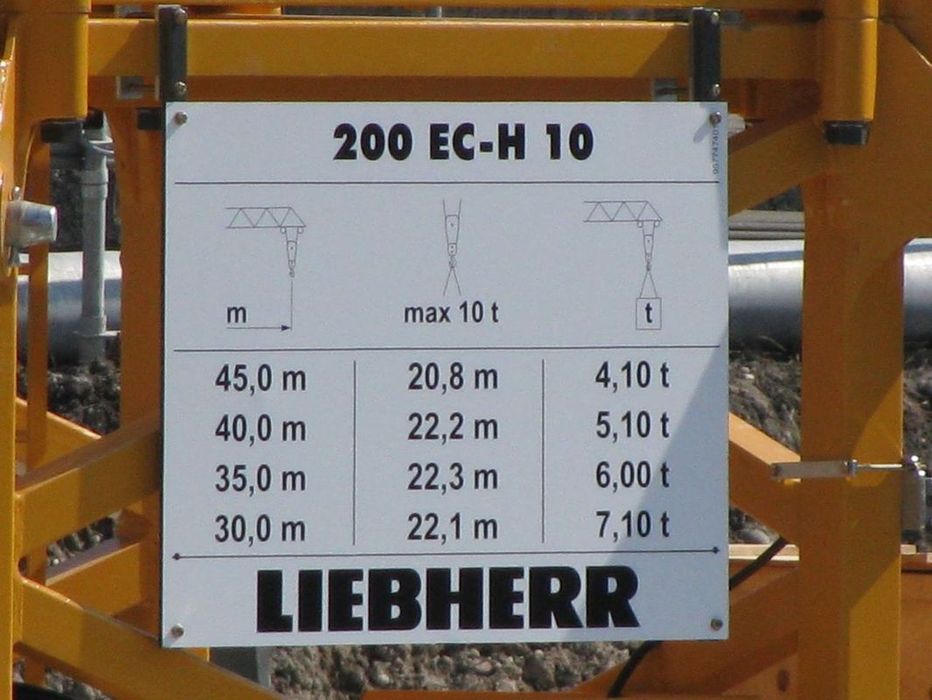 200 EC-H 10
m max 10 t t
45,0 m 20,8 m 4,10 t
40,0 m 22,2 m 5,10 t
35,0 m 22,3 m 6,00 t
30,0 m 22,1 m 7,10 t
LIEBHERR